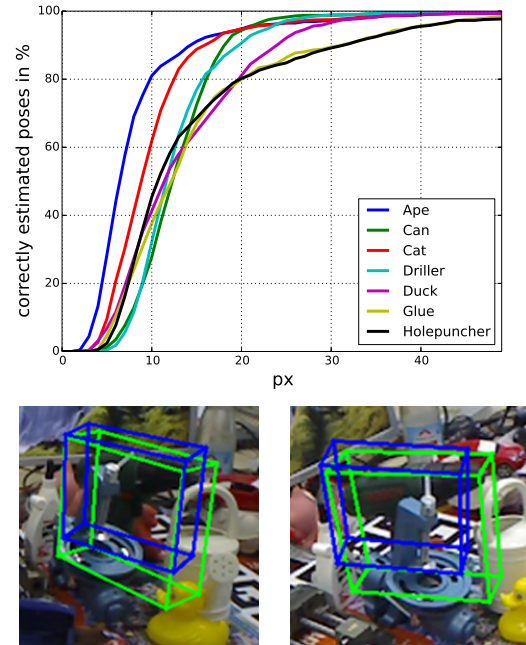 correctly estimated poses in %
100
80
60
40
20
0
0 10 20 30 40
px
Ape
Can
Cat
Driller
Duck
Glue
Holepuncher